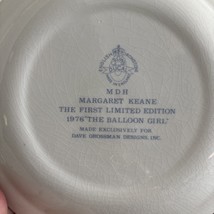 MDH
MARGARET KEANE
THE FIRST LIMITED EDITION
1976 "THE BALLOON GIRL"
MADE EXCLUSIVELY FOR
DAVE GROSSMAN DESIGNS, INC.